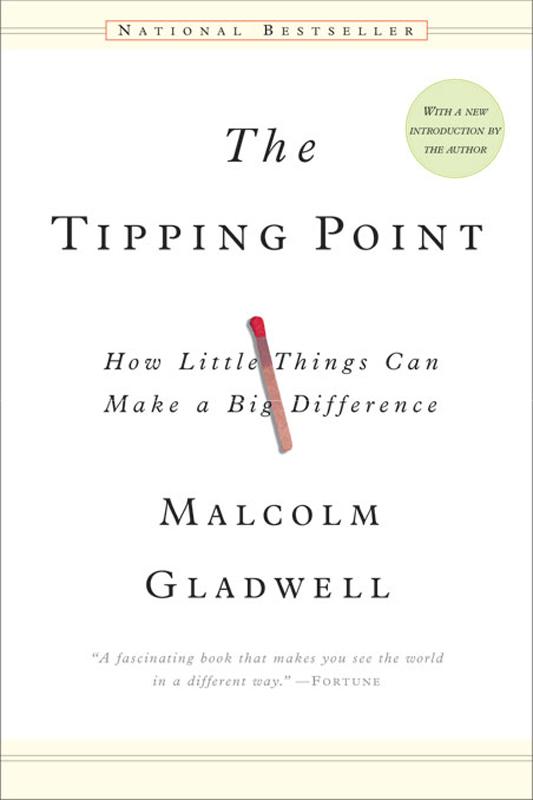 NATIONAL BESTSELLER
WITH A NEW
INTRODUCTION BY
THE AUTHOR
The
TIPPING POINT
How Little Things Can
Make a Big Difference
MALCOLM
GLADWELL
“A fascinating book that makes you see the world
in a different way.” —FORTUNE